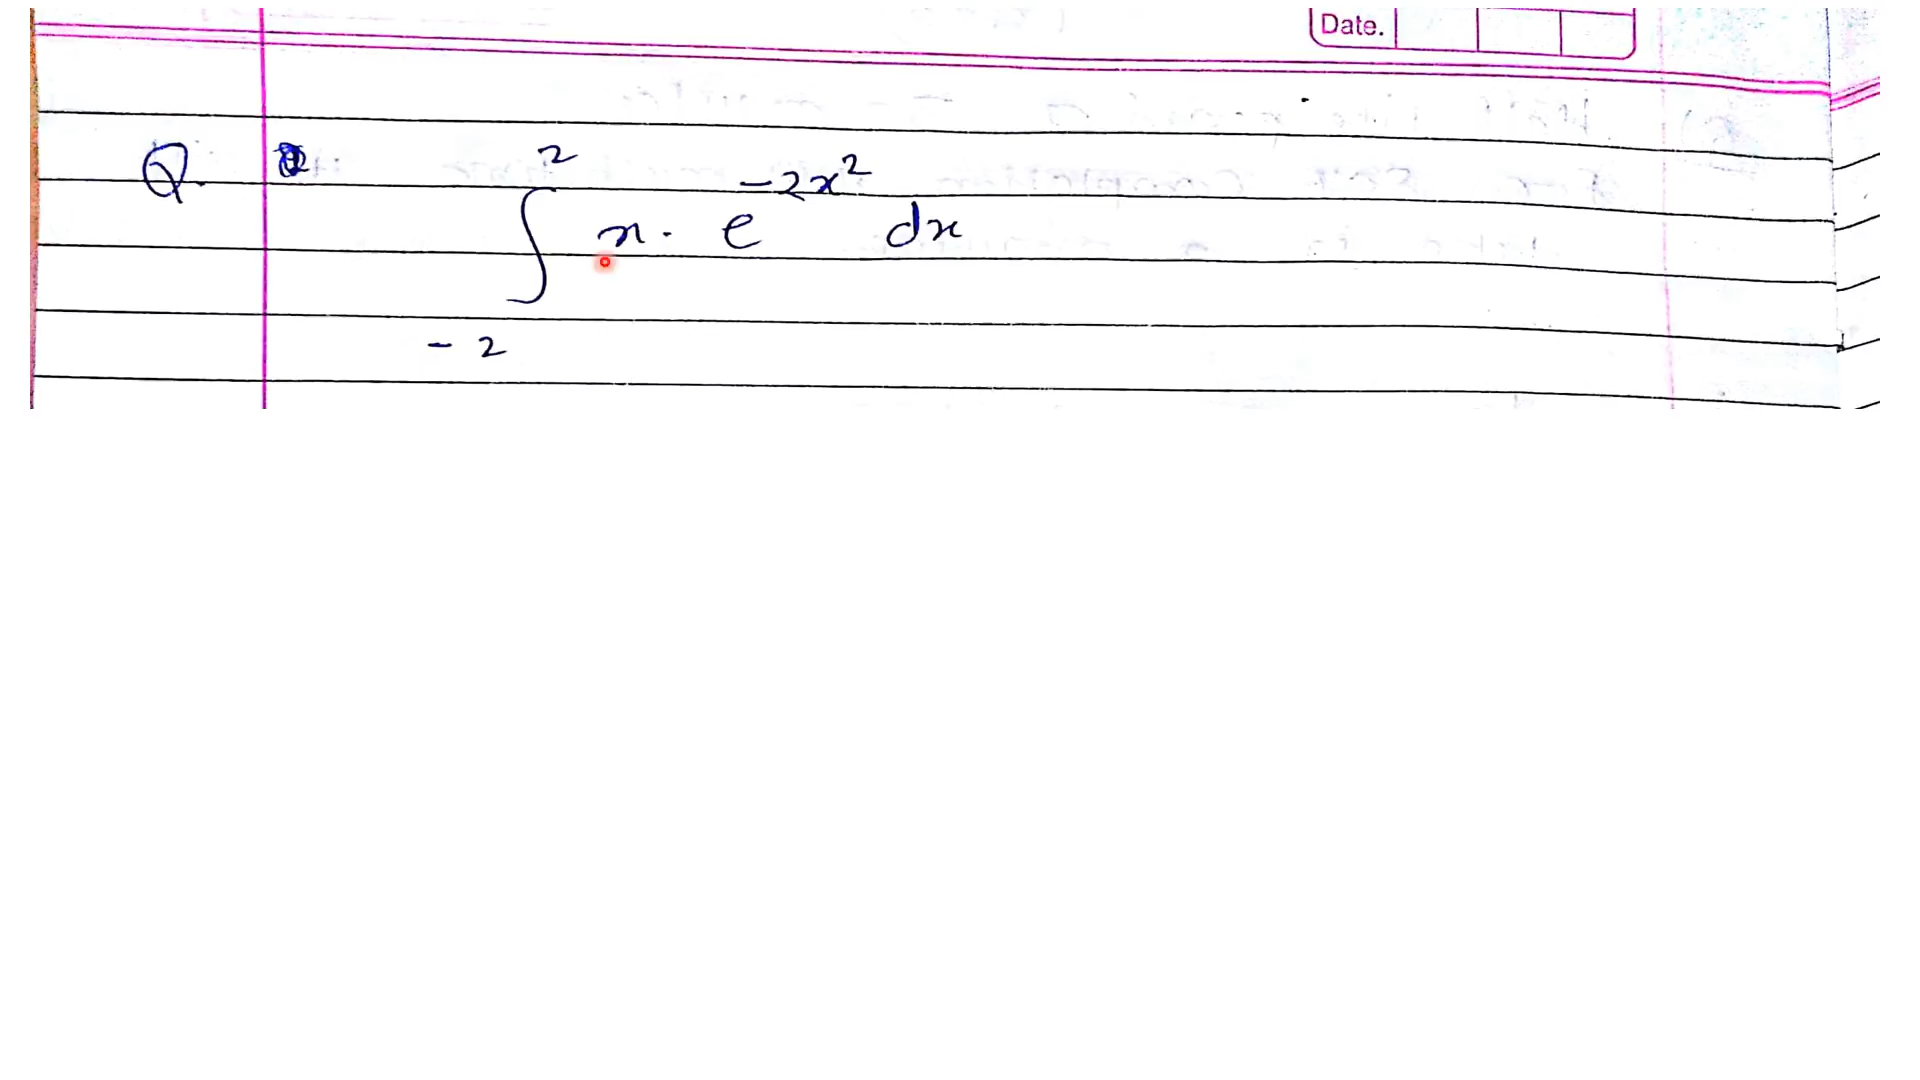 Date.
Q.
∫_{-2}^{2} x · e^{-2x²} dx